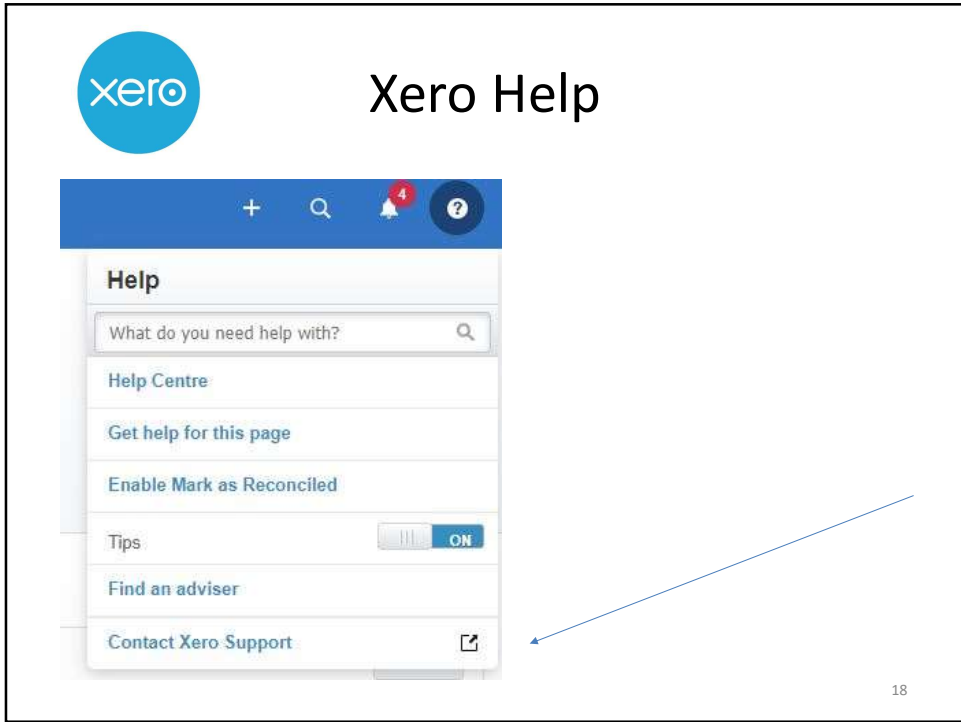 xero
Xero Help
4
?
Help
What do you need help with?
Help Centre
Get help for this page
Enable Mark as Reconciled
Tips ON
Find an adviser
Contact Xero Support
18